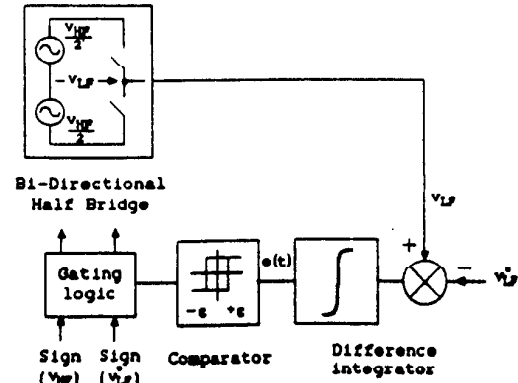 v_HF
2
- v_LF
v_HF
2
Bi-Directional
Half Bridge
v_LF
+
−
v*_LF
Gating
logic
-ε +ε
e(t)
Sign Sign
(v_HF) (v*_LF)
Comparator
Difference
integrator